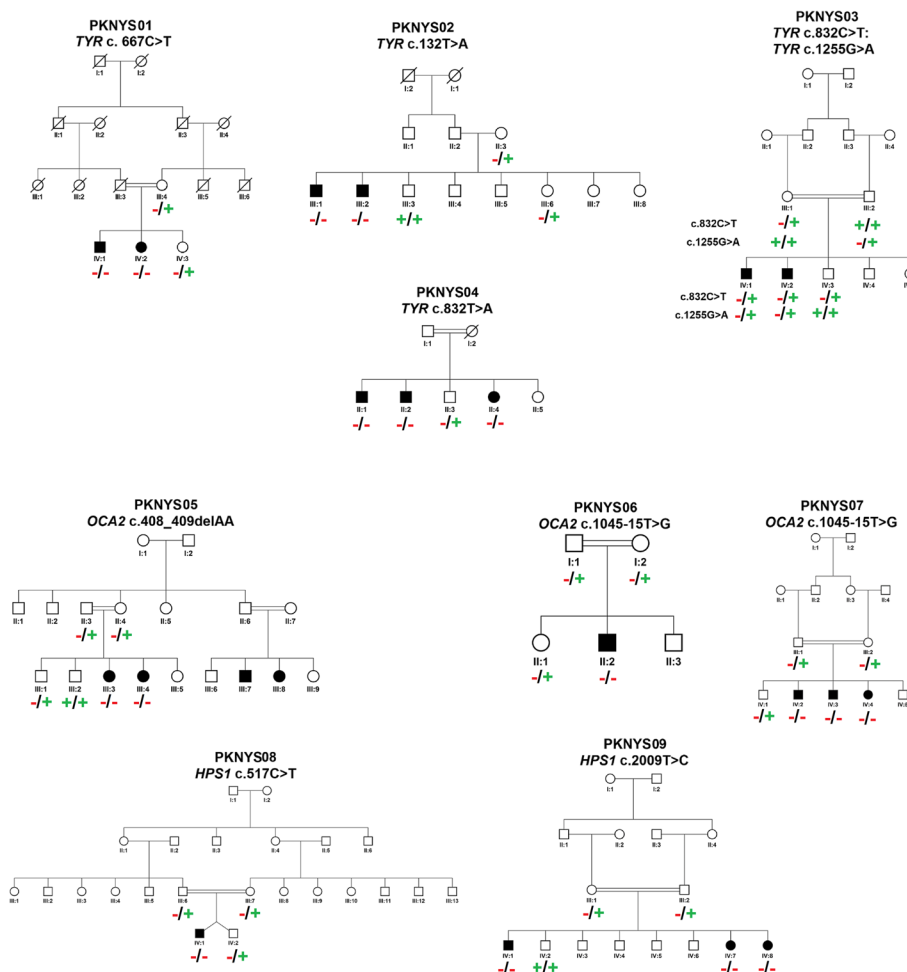 PKNYS01
TYR c. 667C>T
I:1 I:2
II:1 II:2 II:3 II:4
III:1 III:2 III:3 III:4 III:5 III:6
-/+
IV:1 IV:2 IV:3
-/- -/- -/+
PKNYS02
TYR c.132T>A
I:2 I:1
II:1 II:2 II:3
-/+
III:1 III:2 III:3 III:4 III:5 III:6 III:7 III:8
-/- -/- +/+ -/+
PKNYS03
TYR c.832C>T:
TYR c.1255G>A
I:1 I:2
II:1 II:2 II:3 II:4
III:1 III:2
c.832C>T -/+ +/+
c.1255G>A +/+ -/+
IV:1 IV:2 IV:3 IV:4
c.832C>T -/+ -/+ -/+
c.1255G>A -/+ -/+ +/+
PKNYS04
TYR c.832T>A
I:1 I:2
II:1 II:2 II:3 II:4 II:5
-/- -/- -/+ -/-
PKNYS05
OCA2 c.408_409delAA
I:1 I:2
II:1 II:2 II:3 II:4 II:5 II:6 II:7
-/+ -/+
III:1 III:2 III:3 III:4 III:5 III:6 III:7 III:8 III:9
-/+ +/+ -/- -/-
PKNYS06
OCA2 c.1045-15T>G
I:1 I:2
-/+ -/+
II:1 II:2 II:3
-/+ -/-
PKNYS07
OCA2 c.1045-15T>G
I:1 I:2
II:1 II:2 II:3 II:4
III:1 III:2
-/+ -/+
IV:1 IV:2 IV:3 IV:4
-/+ -/- -/- -/-
PKNYS08
HPS1 c.517C>T
I:1 I:2
II:1 II:2 II:3 II:4 II:5 II:6
III:1 III:2 III:3 III:4 III:5 III:6 III:7 III:8 III:9 III:10 III:11 III:12 III:13
-/+ -/+
IV:1 IV:2
-/- -/+
PKNYS09
HPS1 c.2009T>C
I:1 I:2
II:1 II:2 II:3 II:4
III:1 III:2
-/+ -/+
IV:1 IV:2 IV:3 IV:4 IV:5 IV:6 IV:7 IV:8
-/- +/+ -/- -/-